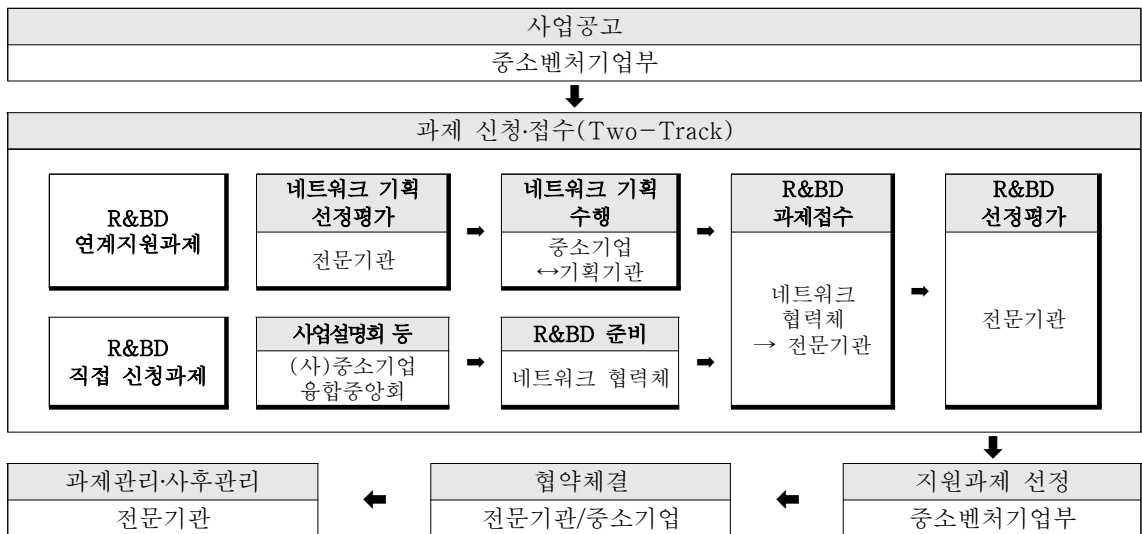 사업공고
중소벤처기업부
⬇
과제 신청·접수(Two-Track)
R&BD
연계지원과제
네트워크 기획
선정평가
전문기관
➡
네트워크 기획
수행
중소기업
↔기획기관
➡
R&BD
직접 신청과제
사업설명회 등
(사)중소기업
융합중앙회
➡
R&BD 준비
네트워크 협력체
➡
R&BD
과제접수
네트워크
협력체
→ 전문기관
➡
R&BD
선정평가
전문기관
⬇
지원과제 선정
중소벤처기업부
⬅
협약체결
전문기관/중소기업
⬅
과제관리·사후관리
전문기관